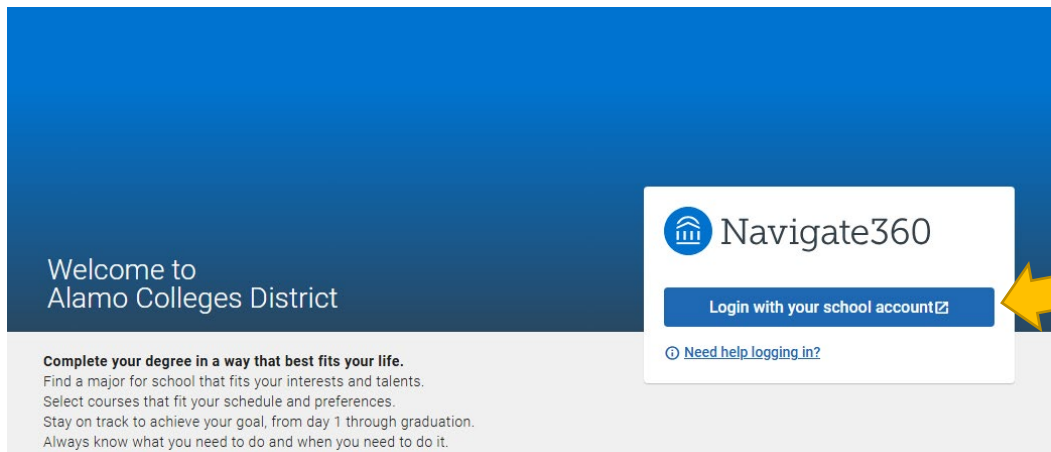 Navigate360
Welcome to
Alamo Colleges District
Login with your school account
Need help logging in?
Complete your degree in a way that best fits your life.
Find a major for school that fits your interests and talents.
Select courses that fit your schedule and preferences.
Stay on track to achieve your goal, from day 1 through graduation.
Always know what you need to do and when you need to do it.